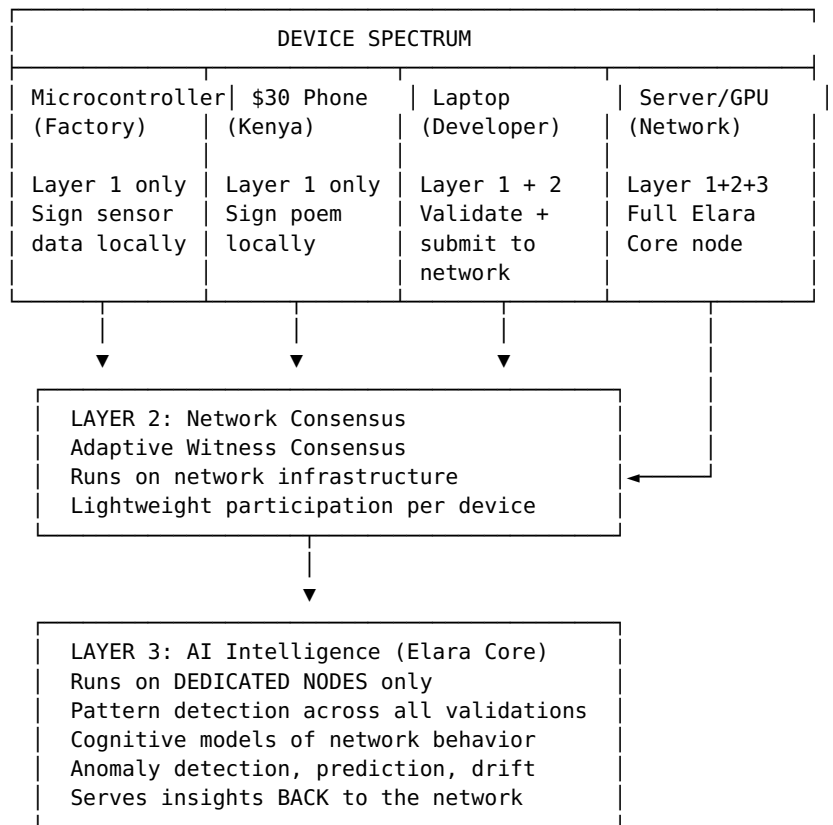 DEVICE SPECTRUM
Microcontroller $30 Phone Laptop Server/GPU
(Factory) (Kenya) (Developer) (Network)
Layer 1 only Layer 1 only Layer 1 + 2 Layer 1+2+3
Sign sensor Sign poem Validate + Full Elara
data locally locally submit to Core node
network
LAYER 2: Network Consensus
Adaptive Witness Consensus
Runs on network infrastructure
Lightweight participation per device
LAYER 3: AI Intelligence (Elara Core)
Runs on DEDICATED NODES only
Pattern detection across all validations
Cognitive models of network behavior
Anomaly detection, prediction, drift
Serves insights BACK to the network